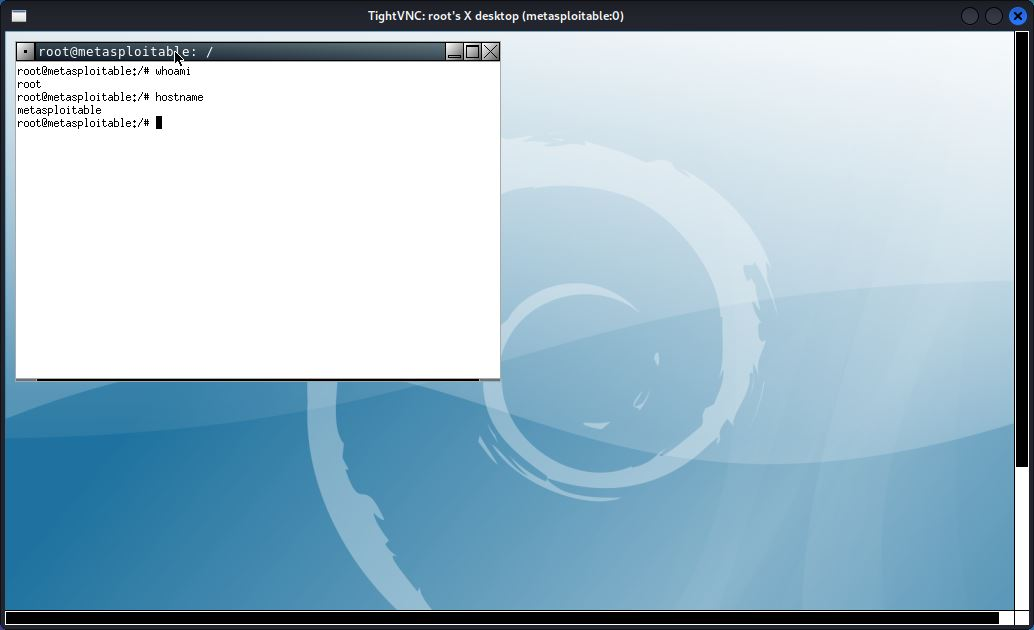 TightVNC: root's X desktop (metasploitable:0)
root@metasploitable: /
root@metasploitable:/# whoami
root
root@metasploitable:/# hostname
metasploitable
root@metasploitable:/#